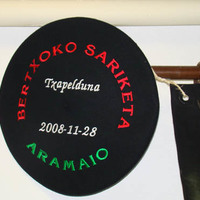 BERTXOKO SARIKETA
Txapelduna
2008-11-28
ARAMAIO